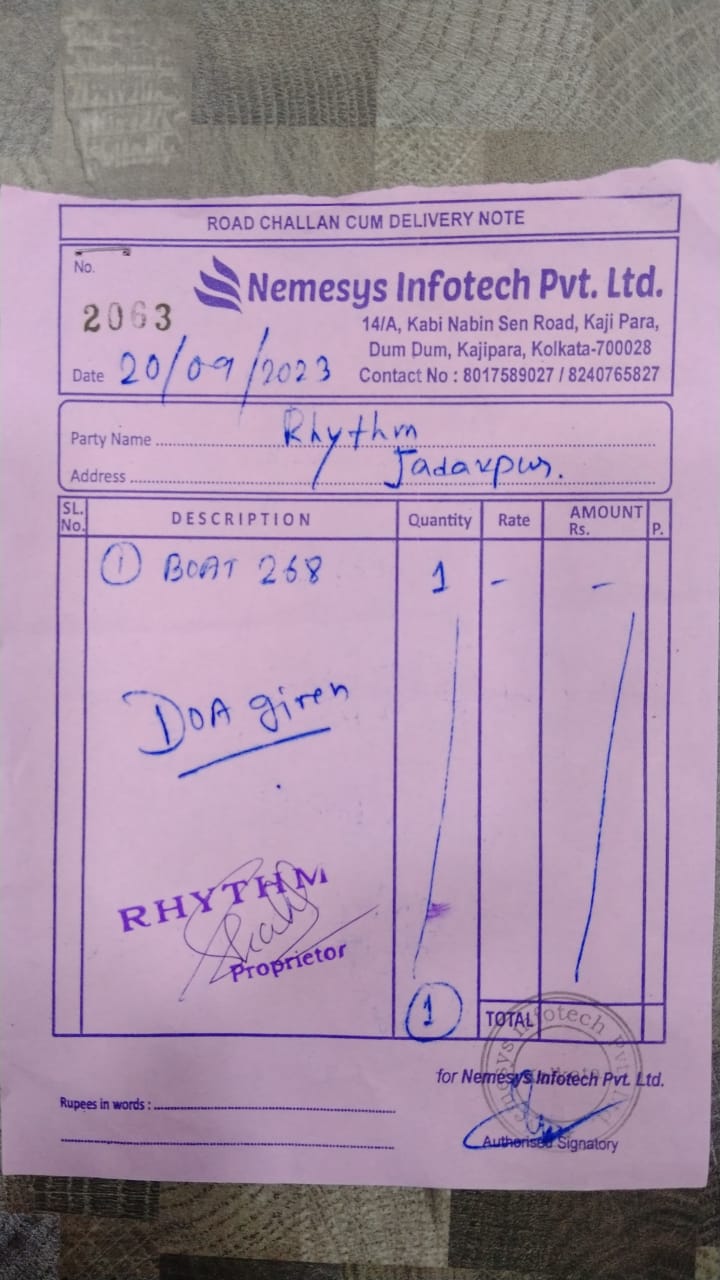 ROAD CHALLAN CUM DELIVERY NOTE
No.
2063
Nemesys Infotech Pvt. Ltd.
14/A, Kabi Nabin Sen Road, Kaji Para,
Dum Dum, Kajipara, Kolkata-700028
Contact No : 8017589027 / 8240765827
Date 20/09/2023
Party Name Rhythm
Address Jadavpur.
SL. No. DESCRIPTION Quantity Rate AMOUNT Rs. P.
① BOAT 268 1 - -
DOA given
RHYTHM
Proprietor
1 TOTAL
Nemesys Infotech Pvt. Ltd.
for Nemesys Infotech Pvt. Ltd.
Rupees in words :
Authorised Signatory